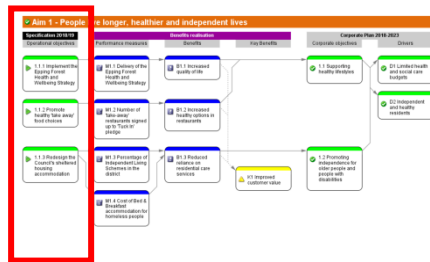 Aim 1 - People live longer, healthier and independent lives
Specification 2018/19
Benefits realisation
Corporate Plan 2018-2023
Operational objectives
Performance measures
Benefits
Key Benefits
Corporate objectives
Drivers
1.1.1 Implement the
Epping Forest
Health and
Wellbeing Strategy
M1.1 Delivery of the
Epping Forest
Health and
Wellbeing Strategy
B1.1 Increased
quality of life
1.1 Supporting
healthy lifestyles
D1 Limited health
and social care
budgets
D2 Independent
and healthy
residents
1.1.2 Promote
healthy 'take away'
food choices
M1.2 Number of
'take-away'
restaurants signed
up to 'Tuck in'
pledge
B1.2 Increased
healthy options in
restaurants
1.1.3 Redesign the
Council's sheltered
housing
accommodation
M1.3 Percentage of
Independent Living
Schemes in the
district
B1.3 Reduced
reliance on
residential care
services
K1 Improved
customer value
1.2 Promoting
independence for
older people and
people with
disabilities
M1.4 Cost of Bed &
Breakfast
accommodation for
homeless people